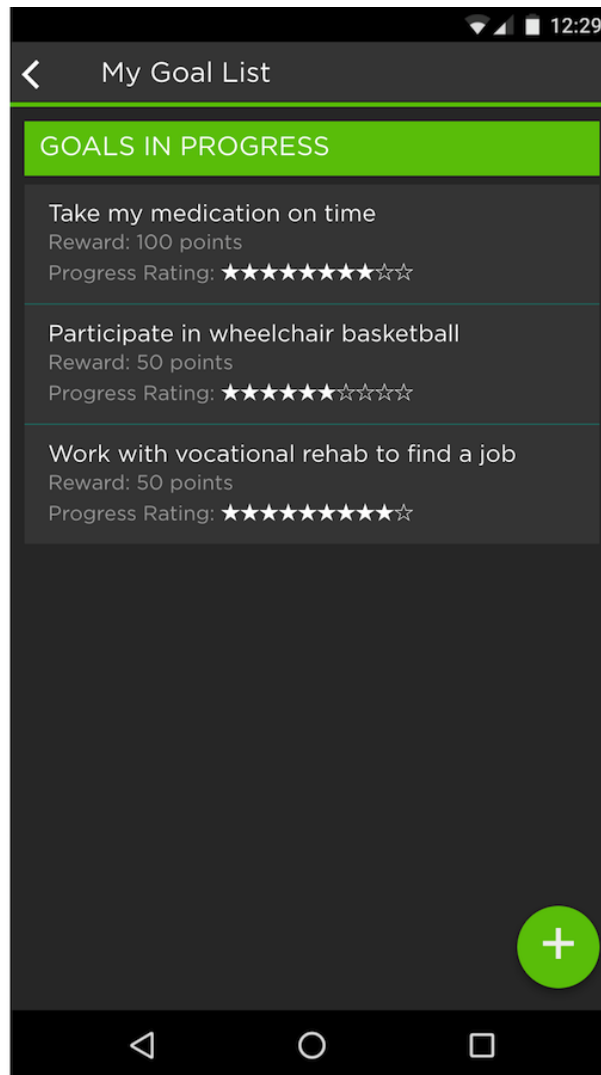 12:29
My Goal List
GOALS IN PROGRESS
Take my medication on time
Reward: 100 points
Progress Rating: ★★★★★★★★☆☆
Participate in wheelchair basketball
Reward: 50 points
Progress Rating: ★★★★★★☆☆☆☆
Work with vocational rehab to find a job
Reward: 50 points
Progress Rating: ★★★★★★★★★☆
+